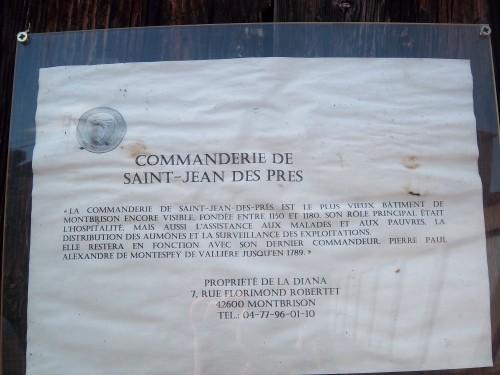 COMMANDERIE DE
SAINT-JEAN DES PRES
« LA COMMANDERIE DE SAINT-JEAN-DES-PRÉS EST LE PLUS VIEUX BÂTIMENT DE
MONTBRISON ENCORE VISIBLE. FONDÉE ENTRE 1150 ET 1180, SON RÔLE PRINCIPAL ÉTAIT
L'HOSPITALITÉ, MAIS AUSSI L'ASSISTANCE AUX MALADES ET AUX PAUVRES, LA
DISTRIBUTION DES AUMÔNES ET LA SURVEILLANCE DES EXPLOITATIONS.
ELLE RESTERA EN FONCTION AVEC SON DERNIER COMMANDEUR, PIERRE PAUL
ALEXANDRE DE MONTESPEY DE VALLIÈRE JUSQU'EN 1789. »
PROPRIÉTÉ DE LA DIANA
7, RUE FLORIMOND ROBERTET
42600 MONTBRISON
TEL.: 04-77-96-01-10